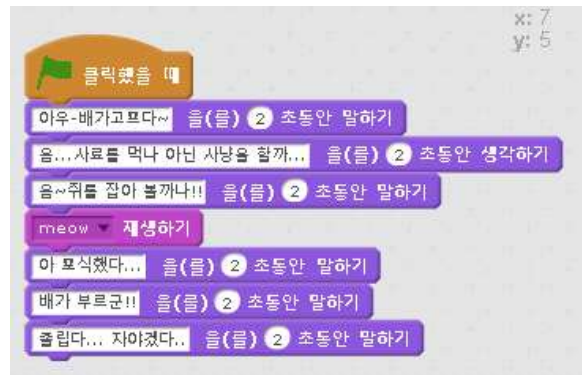 x: 7
y: 5
클릭했을 때
아우-배가고프다~ 을(를) 2 초동안 말하기
음...사료를 먹나 아닌 사냥을 할까... 을(를) 2 초동안 생각하기
음~쥐를 잡아 볼까나!! 을(를) 2 초동안 말하기
meow 재생하기
아 포식했다... 을(를) 2 초동안 말하기
배가 부르군!! 을(를) 2 초동안 말하기
졸립다... 자야겠다.. 을(를) 2 초동안 말하기